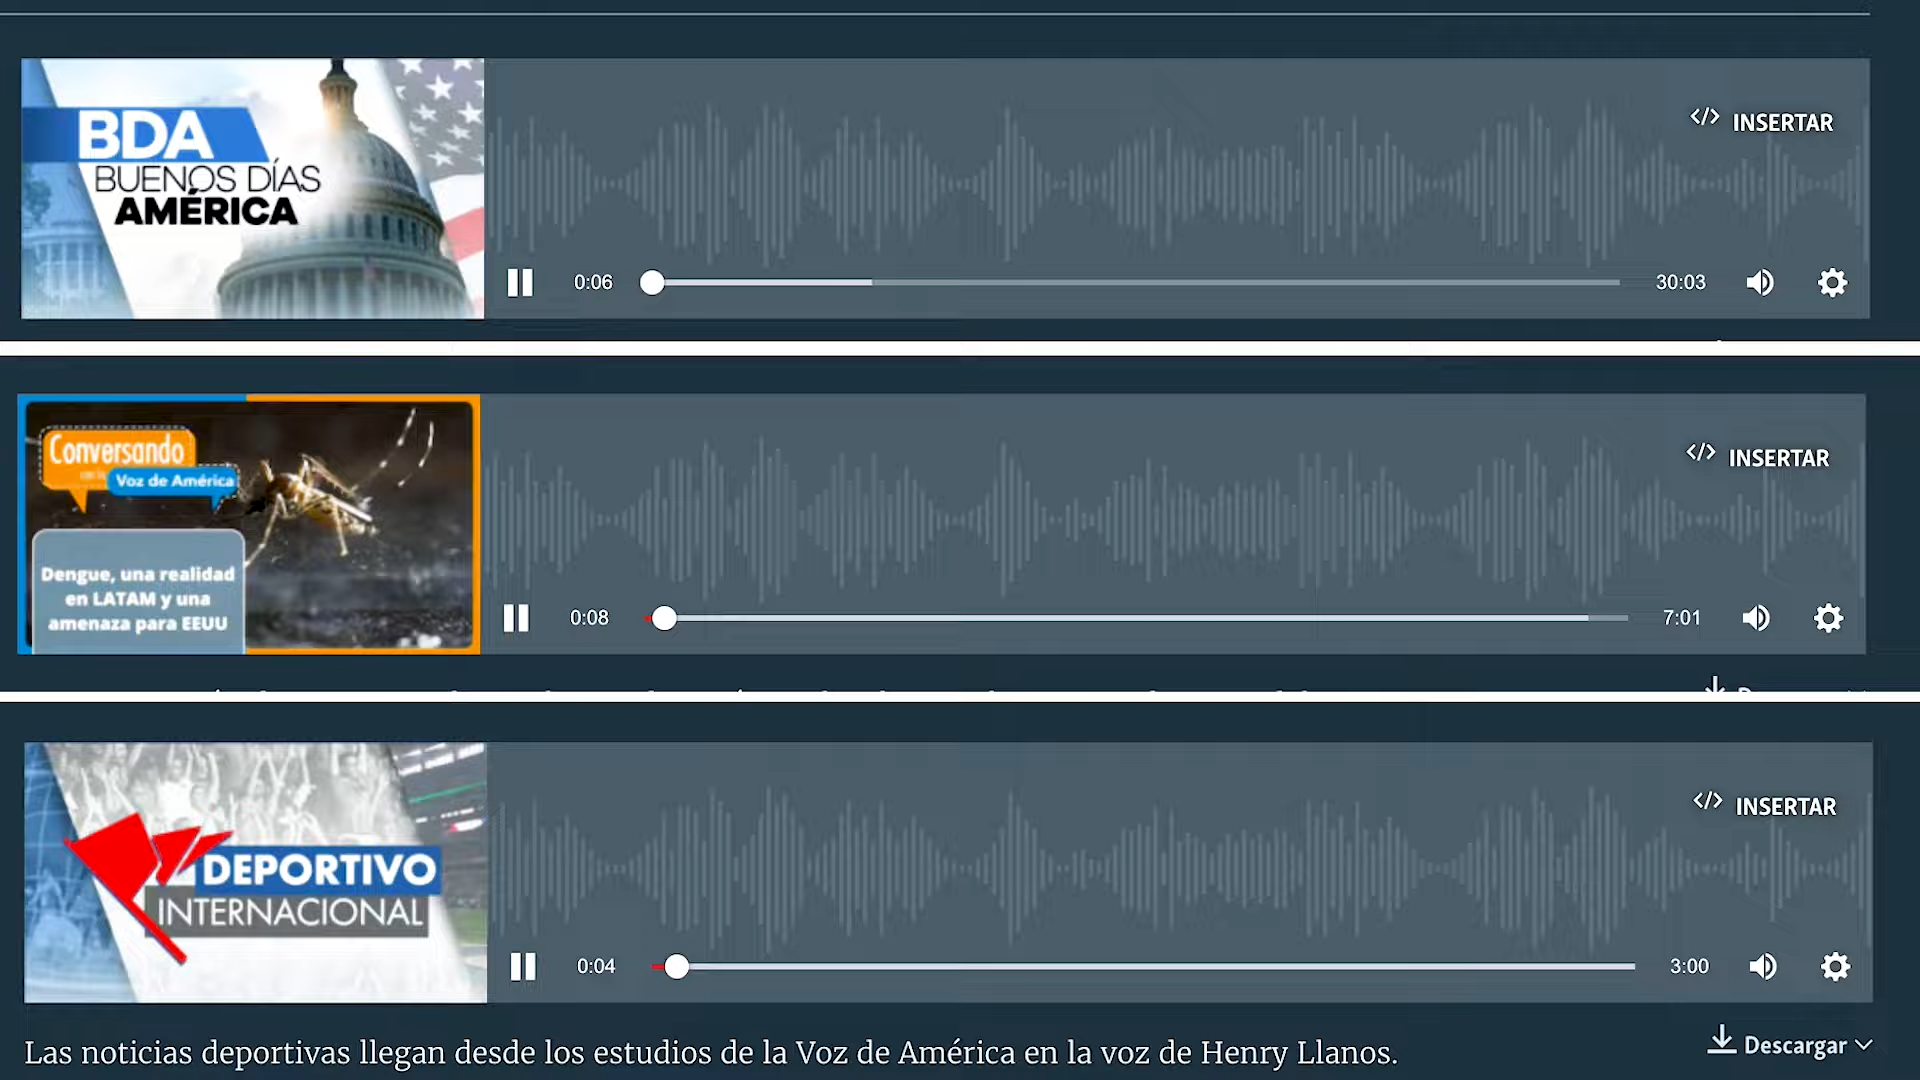 BDA
BUENOS DÍAS
AMÉRICA
</> INSERTAR
0:06
30:03
Conversando
Voz de América
Dengue, una realidad
en LATAM y una
amenaza para EEUU
</> INSERTAR
0:08
7:01
DEPORTIVO
INTERNACIONAL
</> INSERTAR
0:04
3:00
Las noticias deportivas llegan desde los estudios de la Voz de América en la voz de Henry Llanos.
Descargar